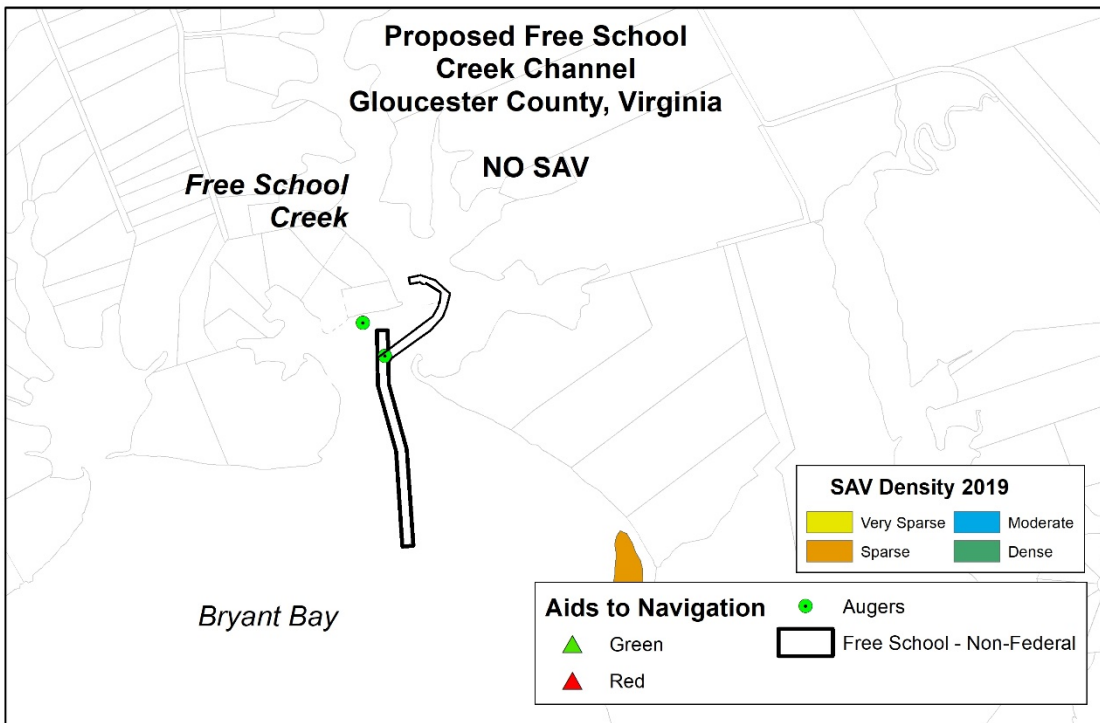 Proposed Free School
Creek Channel
Gloucester County, Virginia
NO SAV
Free School
Creek
SAV Density 2019
Very Sparse
Moderate
Sparse
Dense
Bryant Bay
Aids to Navigation
Augers
Green
Free School - Non-Federal
Red